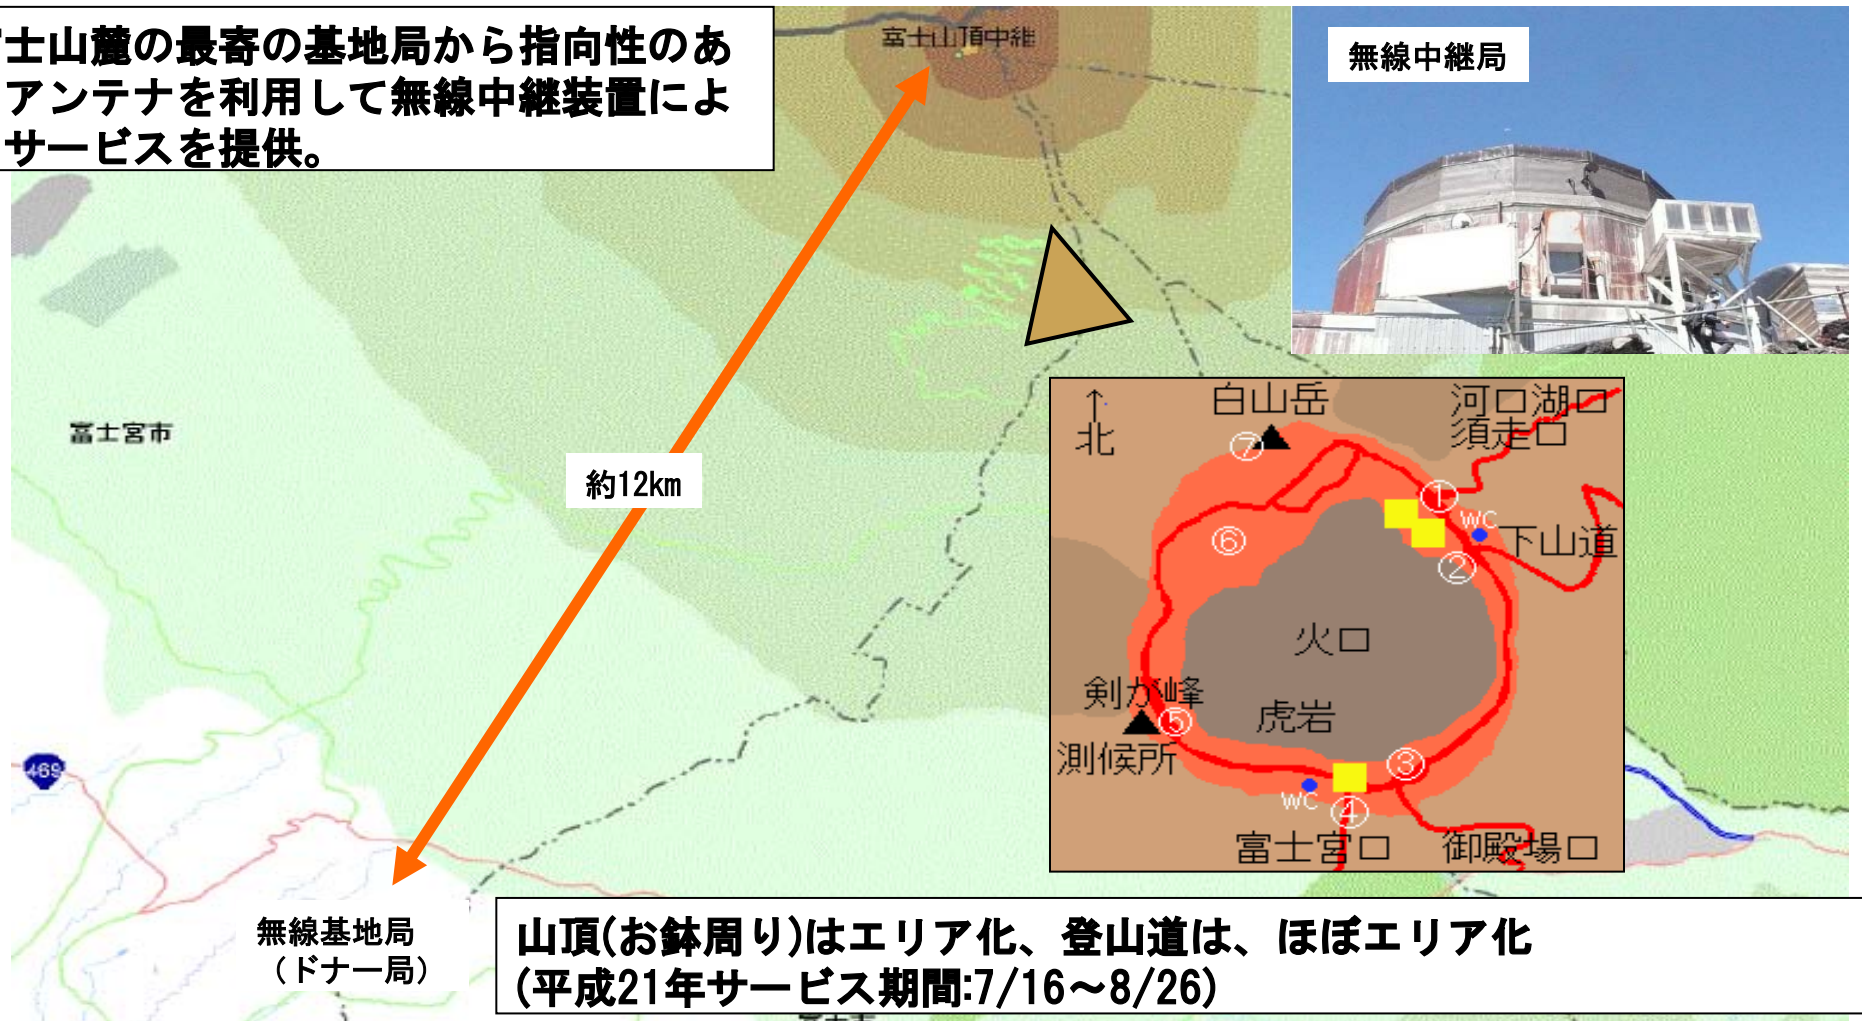 士山麓の最寄の基地局から指向性のあ
アンテナを利用して無線中継装置によ
サービスを提供。
富士山頂中継
無線中継局
富士宮市
約12km
↑
北
白山岳
河口湖口
須走口
⑦
①
WC
⑥
下山道
②
火口
剣が峰
虎岩
⑤
測候所
③
WC
④
富士宮口
御殿場口
469
無線基地局
(ドナー局)
山頂(お鉢周り)はエリア化、登山道は、ほぼエリア化
(平成21年サービス期間:7/16～8/26)